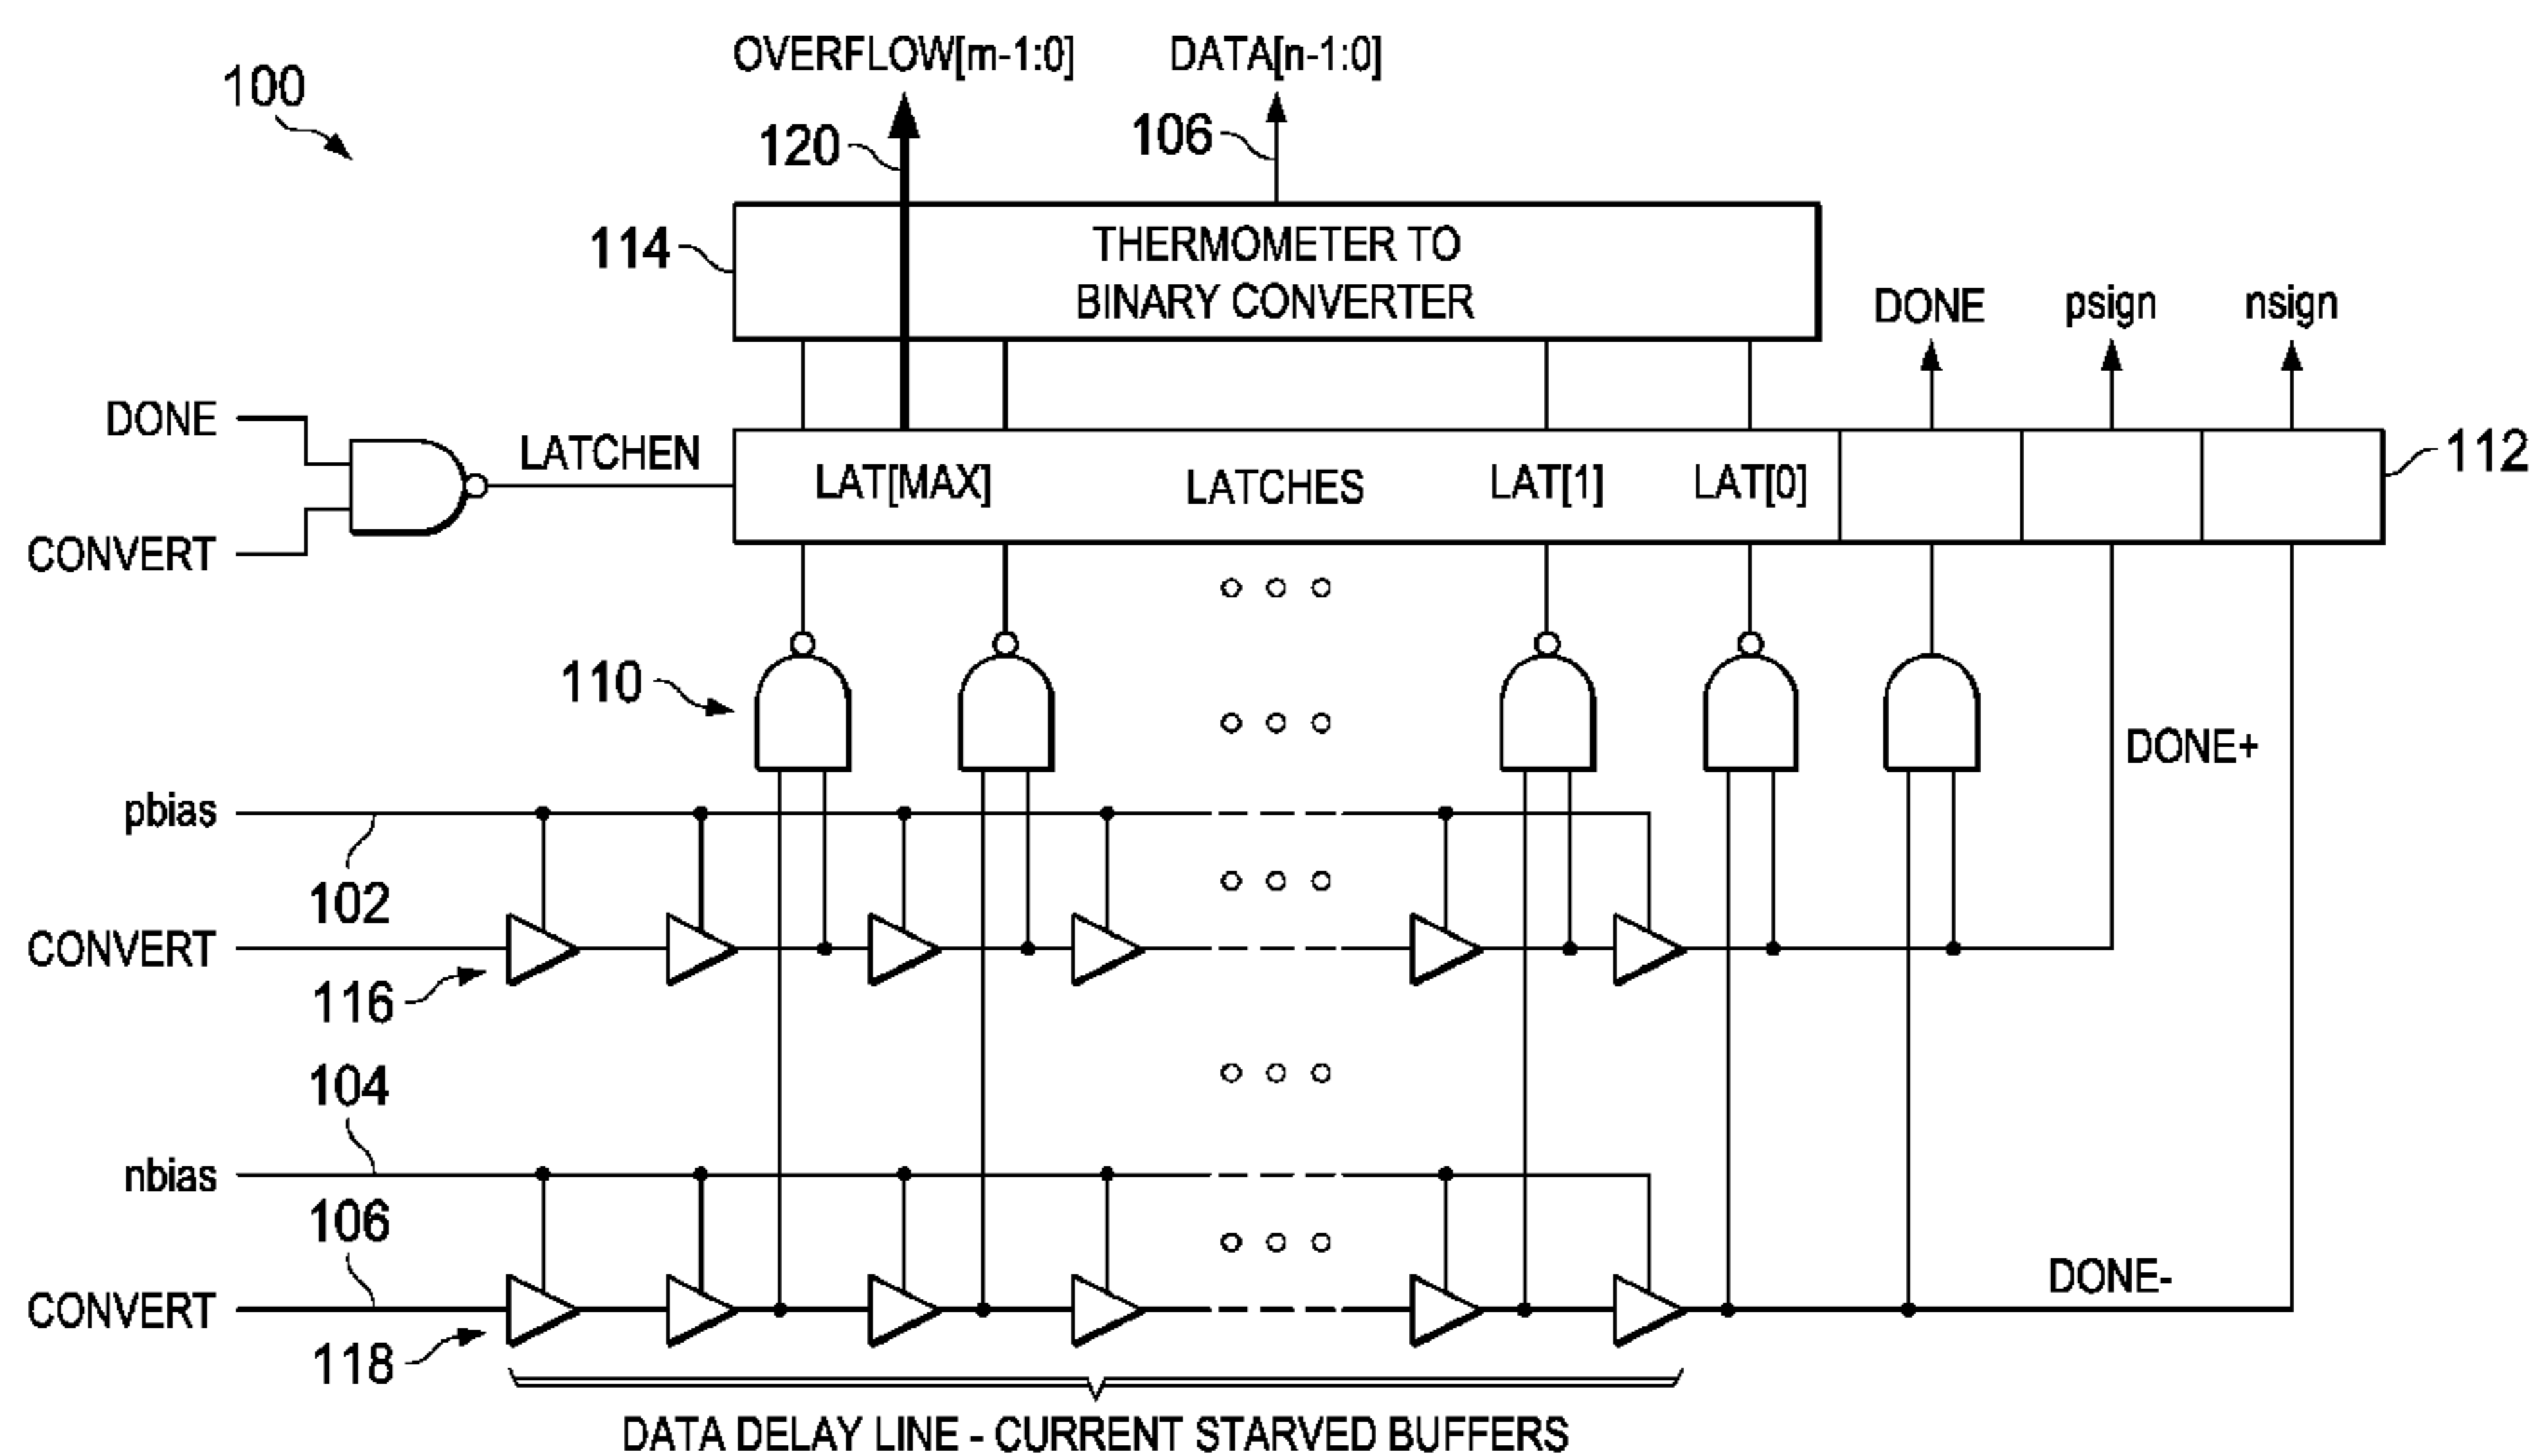 OVERFLOW[m-1:0]
DATA[n-1:0]
100
120
106
114
THERMOMETER TO
BINARY CONVERTER
DONE
psign
nsign
DONE
LATCHEN
CONVERT
LAT[MAX]
LATCHES
LAT[1]
LAT[0]
112
110
DONE+
pbias
102
CONVERT
116
104
nbias
106
CONVERT
118
DONE-
DATA DELAY LINE - CURRENT STARVED BUFFERS